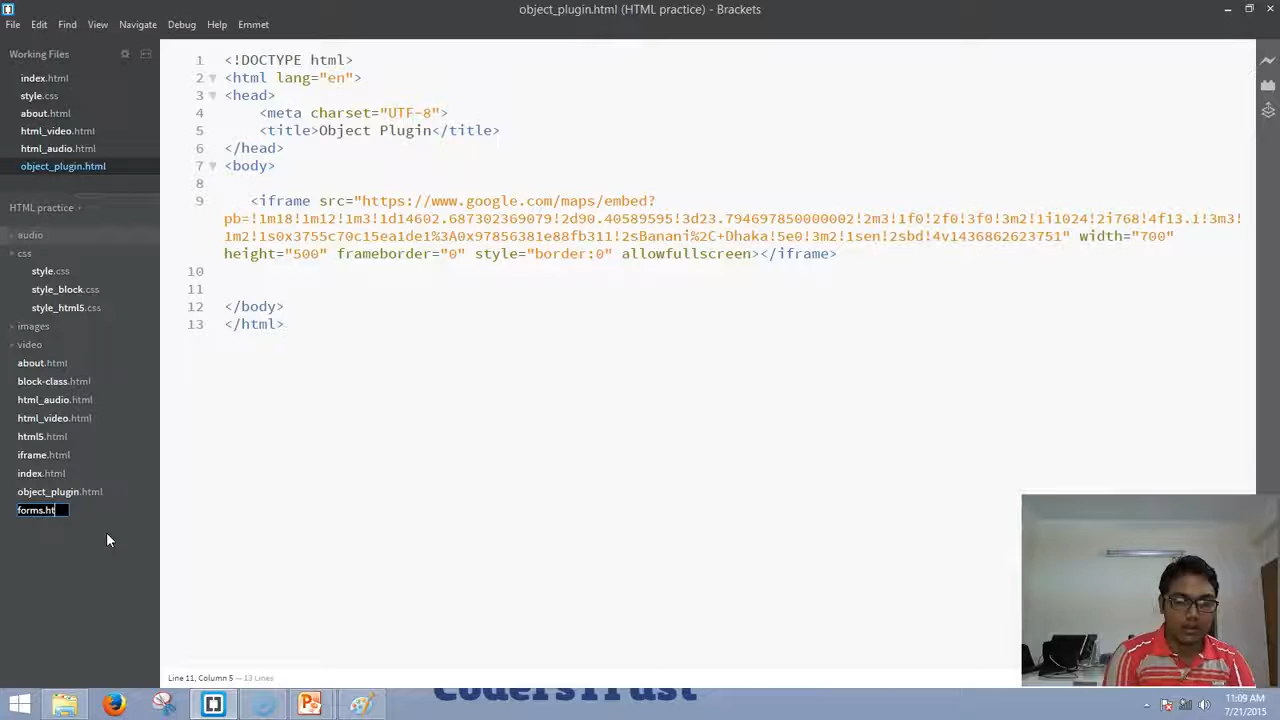 object_plugin.html (HTML practice) - Brackets
File Edit Find View Navigate Debug Help Emmet
Working Files
index.html
style.css
about.html
html_video.html
html_audio.html
object_plugin.html
HTML practice
audio
css
style.css
style_block.css
style_html5.css
images
video
about.html
block-class.html
html_audio.html
html_video.html
html5.html
iframe.html
index.html
object_plugin.html
forms.ht
1 <!DOCTYPE html>
2 <html lang="en">
3 <head>
4 <meta charset="UTF-8">
5 <title>Object Plugin</title>
6 </head>
7 <body>
8
9 <iframe src="https://www.google.com/maps/embed?
pb=!1m18!1m12!1m3!1d14602.687302369079!2d90.40589595!3d23.794697850000002!2m3!1f0!2f0!3f0!3m2!1i1024!2i768!4f13.1!3m3!
1m2!1s0x3755c70c15ea1de1%3A0x97856381e88fb311!2sBanani%2C+Dhaka!5e0!3m2!1sen!2sbd!4v1436862623751" width="700"
height="500" frameborder="0" style="border:0" allowfullscreen></iframe>
10
11
12 </body>
13 </html>
Line 11, Column 5 — 13 Lines
CodersTrust
11:09 AM
7/21/2015